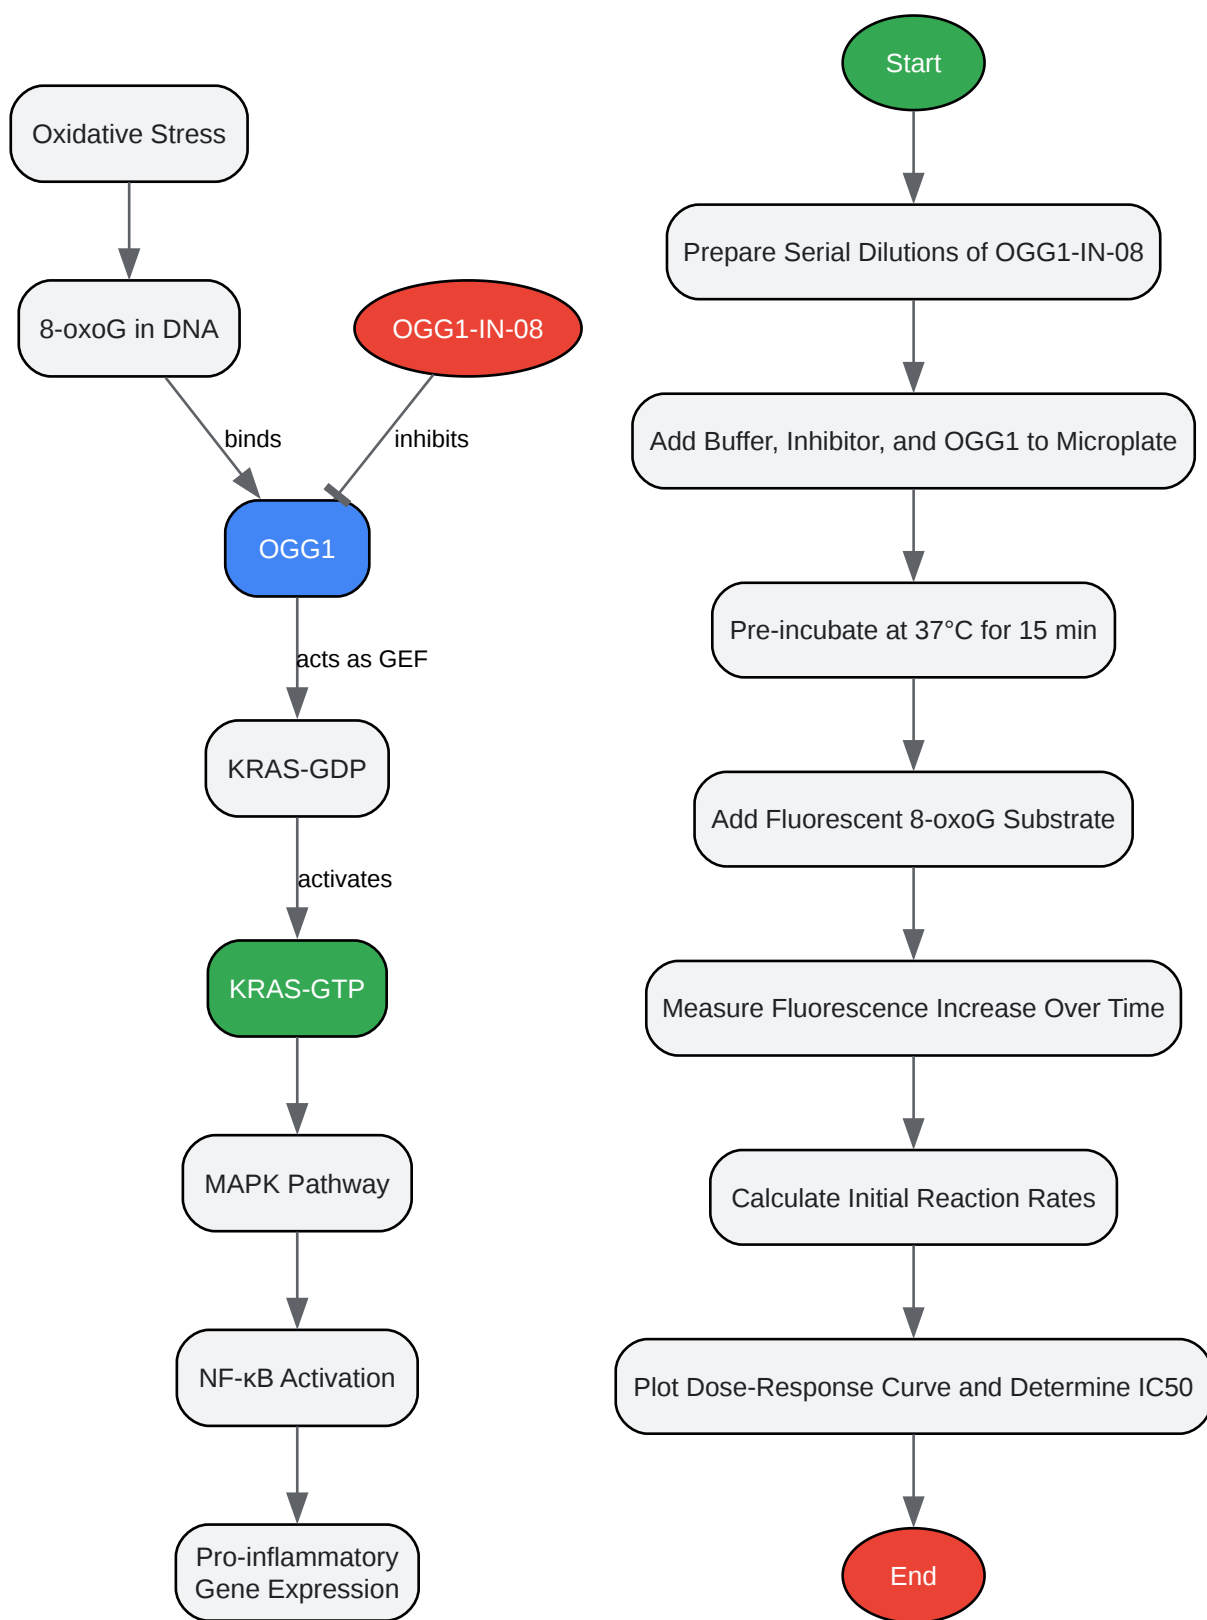 Oxidative Stress
8-oxoG in DNA
OGG1-IN-08
binds
inhibits
OGG1
acts as GEF
KRAS-GDP
activates
KRAS-GTP
MAPK Pathway
NF-κB Activation
Pro-inflammatory
Gene Expression
Start
Prepare Serial Dilutions of OGG1-IN-08
Add Buffer, Inhibitor, and OGG1 to Microplate
Pre-incubate at 37°C for 15 min
Add Fluorescent 8-oxoG Substrate
Measure Fluorescence Increase Over Time
Calculate Initial Reaction Rates
Plot Dose-Response Curve and Determine IC50
End